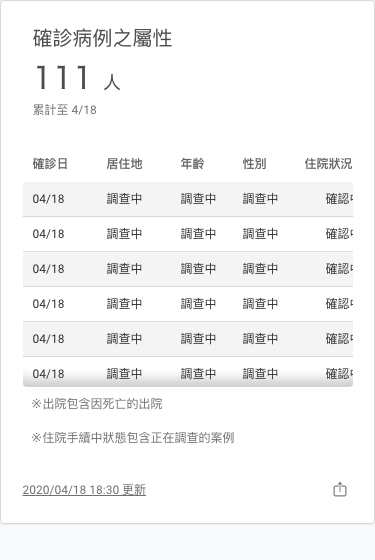 確診病例之屬性
111 人
累計至 4/18
確診日 居住地 年齡 性別 住院狀況
04/18 調查中 調查中 調查中 確認
04/18 調查中 調查中 調查中 確認
04/18 調查中 調查中 調查中 確認
04/18 調查中 調查中 調查中 確認
04/18 調查中 調查中 調查中 確認
04/18 調查中 調查中 調查中 確認
※出院包含因死亡的出院
※住院手續中狀態包含正在調查的案例
2020/04/18 18:30 更新